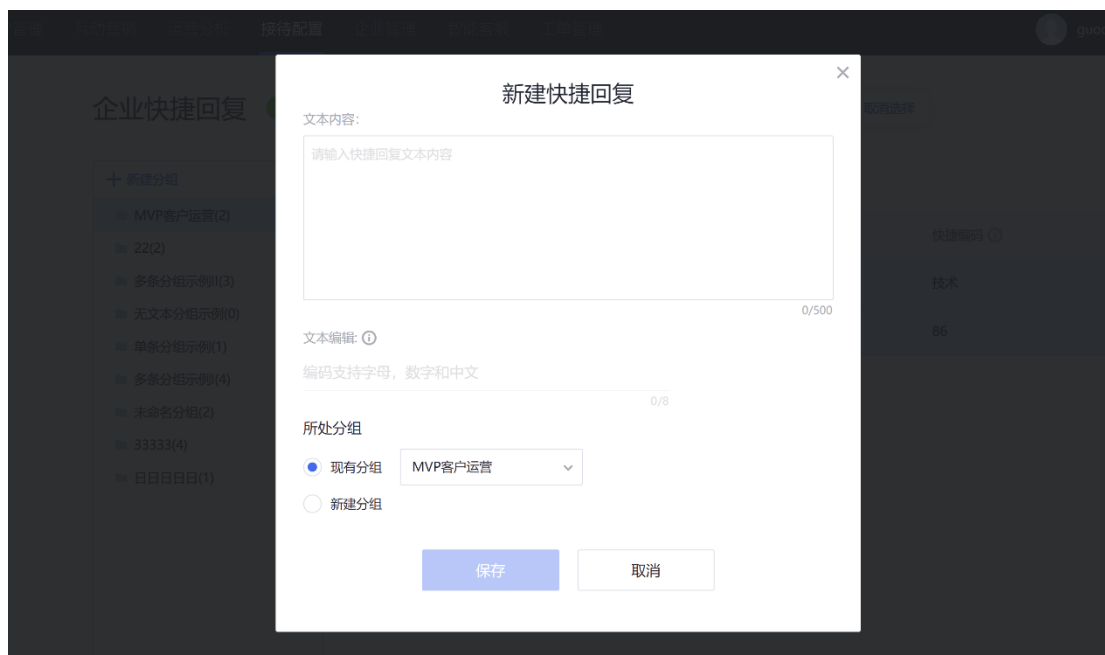 接待配置
guoc
企业快捷回复
取消选择
新建快捷回复
文本内容:
请输入快捷回复文本内容
0/500
新建分组
MVP客户运营(2)
22(2)
多条分组示例II(3)
无文本分组示例(0)
单条分组示例(1)
多条分组示例I(4)
未命名分组(2)
33333(4)
日日日日日(1)
快捷编码
技术
86
文本编辑:
编码支持字母，数字和中文
0/8
所处分组
现有分组 MVP客户运营
新建分组
保存 取消